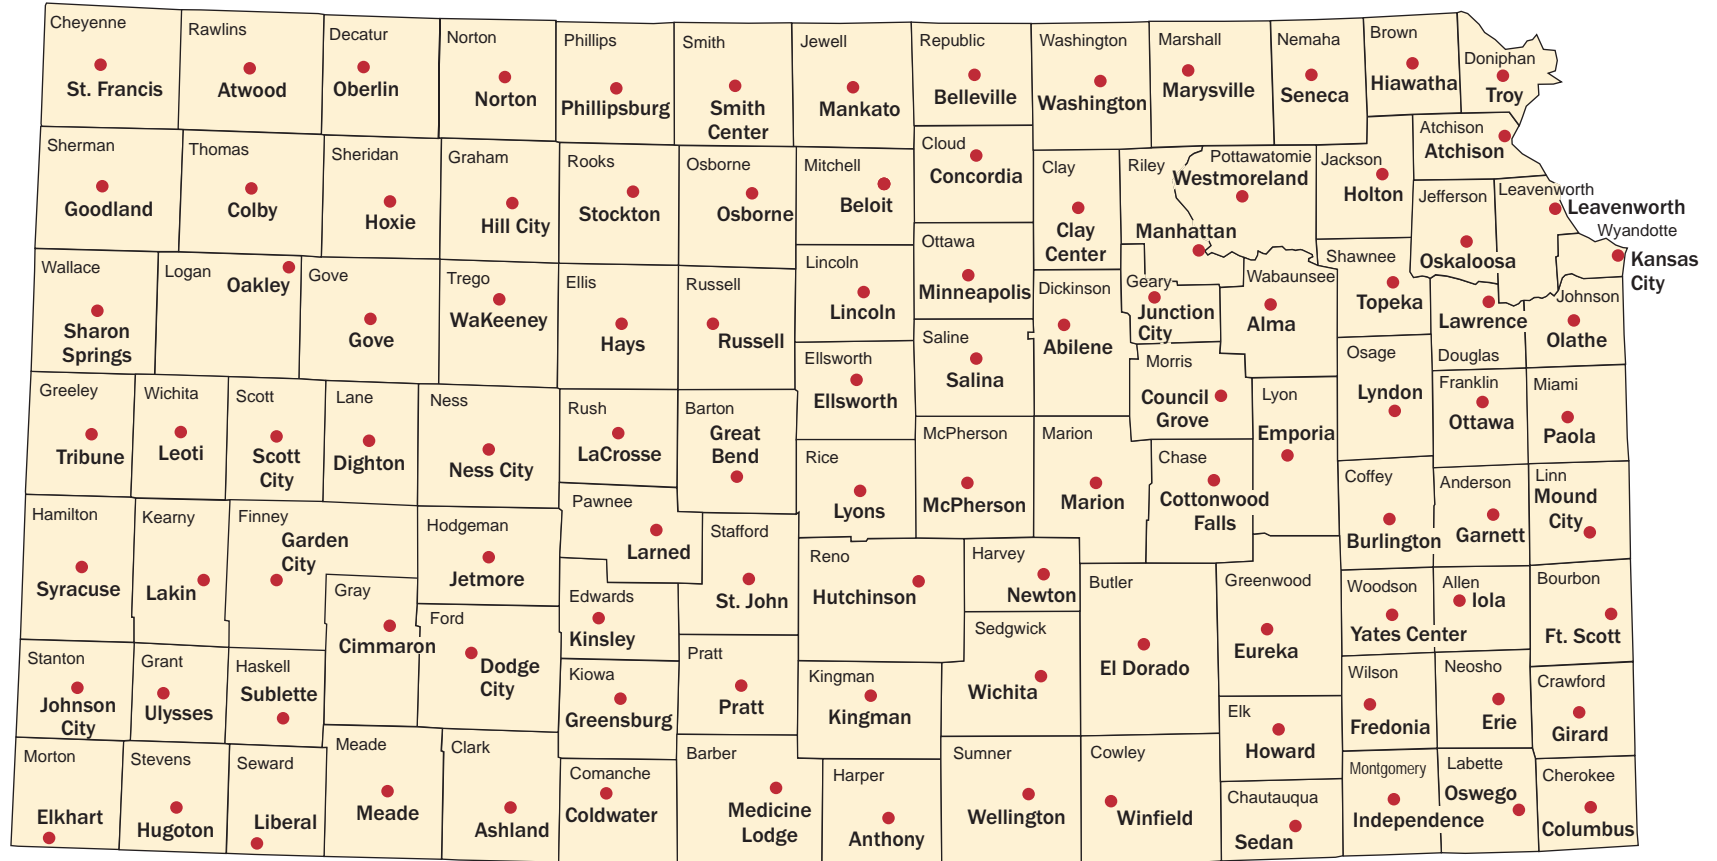 Cheyenne
St. Francis
Rawlins
Atwood
Decatur
Oberlin
Norton
Norton
Phillips
Phillipsburg
Smith
Smith
Center
Jewell
Mankato
Republic
Belleville
Washington
Washington
Marshall
Marysville
Nemaha
Seneca
Brown
Hiawatha
Doniphan
Troy
Sherman
Goodland
Thomas
Colby
Sheridan
Hoxie
Graham
Hill City
Rooks
Stockton
Osborne
Osborne
Mitchell
Beloit
Cloud
Concordia
Clay
Clay
Center
Riley
Manhattan
Pottawatomie
Westmoreland
Jackson
Holton
Atchison
Atchison
Jefferson
Oskaloosa
Leavenworth
Leavenworth
Wyandotte
Kansas
City
Wallace
Sharon
Springs
Logan
Oakley
Gove
Gove
Trego
WaKeeney
Ellis
Hays
Russell
Russell
Lincoln
Lincoln
Ottawa
Minneapolis
Saline
Salina
Dickinson
Abilene
Geary
Junction
City
Wabaunsee
Alma
Shawnee
Topeka
Lawrence
Douglas
Johnson
Olathe
Ellsworth
Ellsworth
Morris
Council
Grove
Osage
Lyndon
Franklin
Ottawa
Miami
Paola
Greeley
Tribune
Wichita
Leoti
Scott
Scott
City
Lane
Dighton
Ness
Ness City
Rush
LaCrosse
Barton
Great
Bend
Rice
Lyons
McPherson
McPherson
Marion
Marion
Chase
Cottonwood
Falls
Lyon
Emporia
Coffey
Burlington
Anderson
Garnett
Linn
Mound
City
Hamilton
Syracuse
Kearny
Lakin
Finney
Garden
City
Hodgeman
Jetmore
Pawnee
Larned
Stafford
St. John
Reno
Hutchinson
Harvey
Newton
Butler
El Dorado
Greenwood
Eureka
Woodson
Yates Center
Allen
Iola
Bourbon
Ft. Scott
Gray
Cimmaron
Ford
Dodge
City
Edwards
Kinsley
Sedgwick
Wichita
Stanton
Johnson
City
Grant
Ulysses
Haskell
Sublette
Kiowa
Greensburg
Pratt
Pratt
Kingman
Kingman
Elk
Howard
Wilson
Fredonia
Neosho
Erie
Crawford
Girard
Morton
Elkhart
Stevens
Hugoton
Seward
Liberal
Meade
Meade
Clark
Ashland
Comanche
Coldwater
Barber
Medicine
Lodge
Harper
Anthony
Sumner
Wellington
Cowley
Winfield
Chautauqua
Sedan
Montgomery
Independence
Labette
Oswego
Cherokee
Columbus